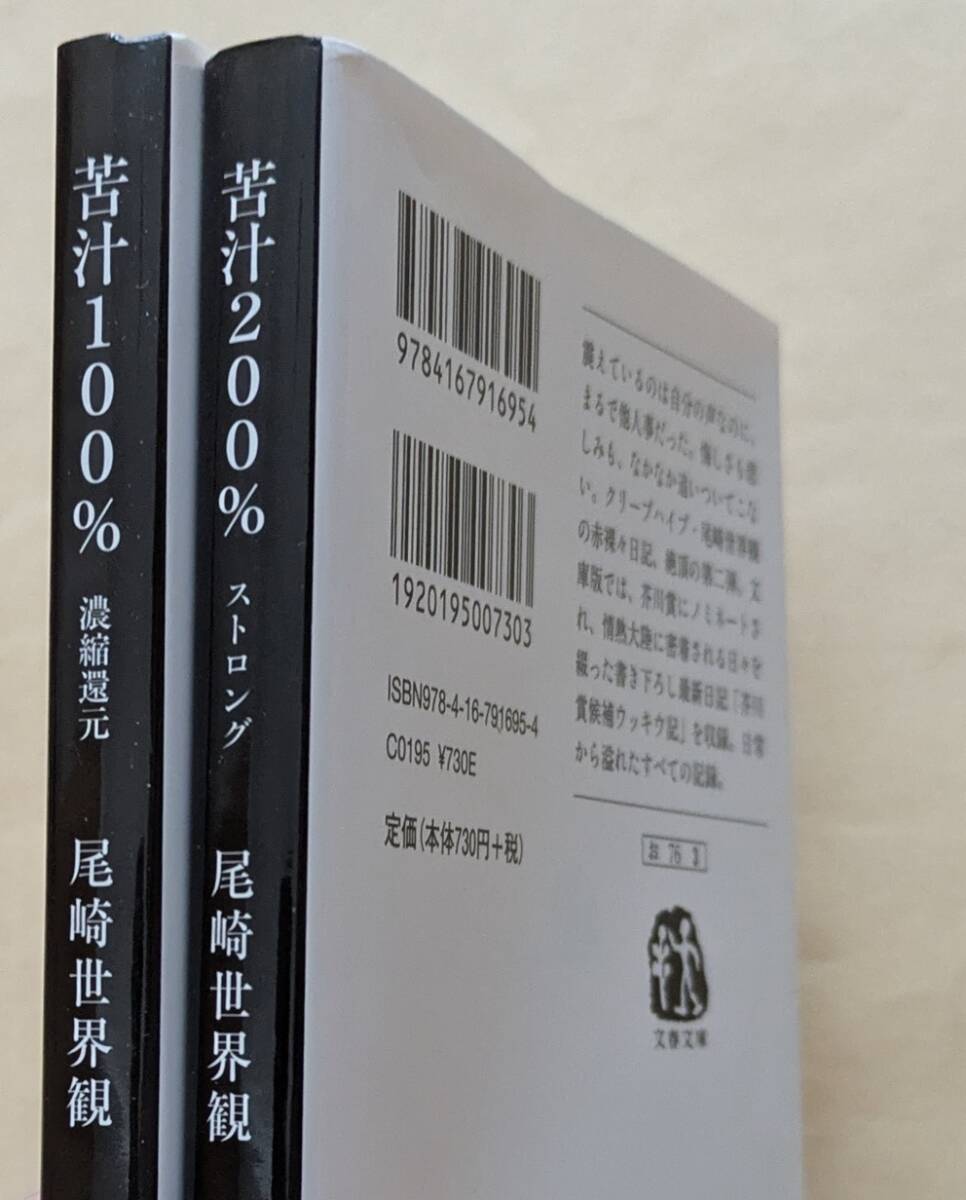 苦汁100% 濃縮還元 尾崎世界観
苦汁200% ストロング 尾崎世界観
9784167916954
1920195007303
ISBN978-4-16-791695-4
C0195 ¥730E
定価(本体730円+税)
震えているのは自分の声なのに、
まるで他人事だった。悔しさも悲
しみも、なかなか追いついてこな
い。クリープハイプ・尾崎世界観
の赤裸々日記、絶頂の第二弾。文
庫版では、芥川賞にノミネートさ
れ、情熱大陸に密着される日々を
綴った書き下ろし最新日記「芥川
賞候補ウッキウ記」を収録。日常
から溢れたすべての記録。
お 76 3
文春文庫